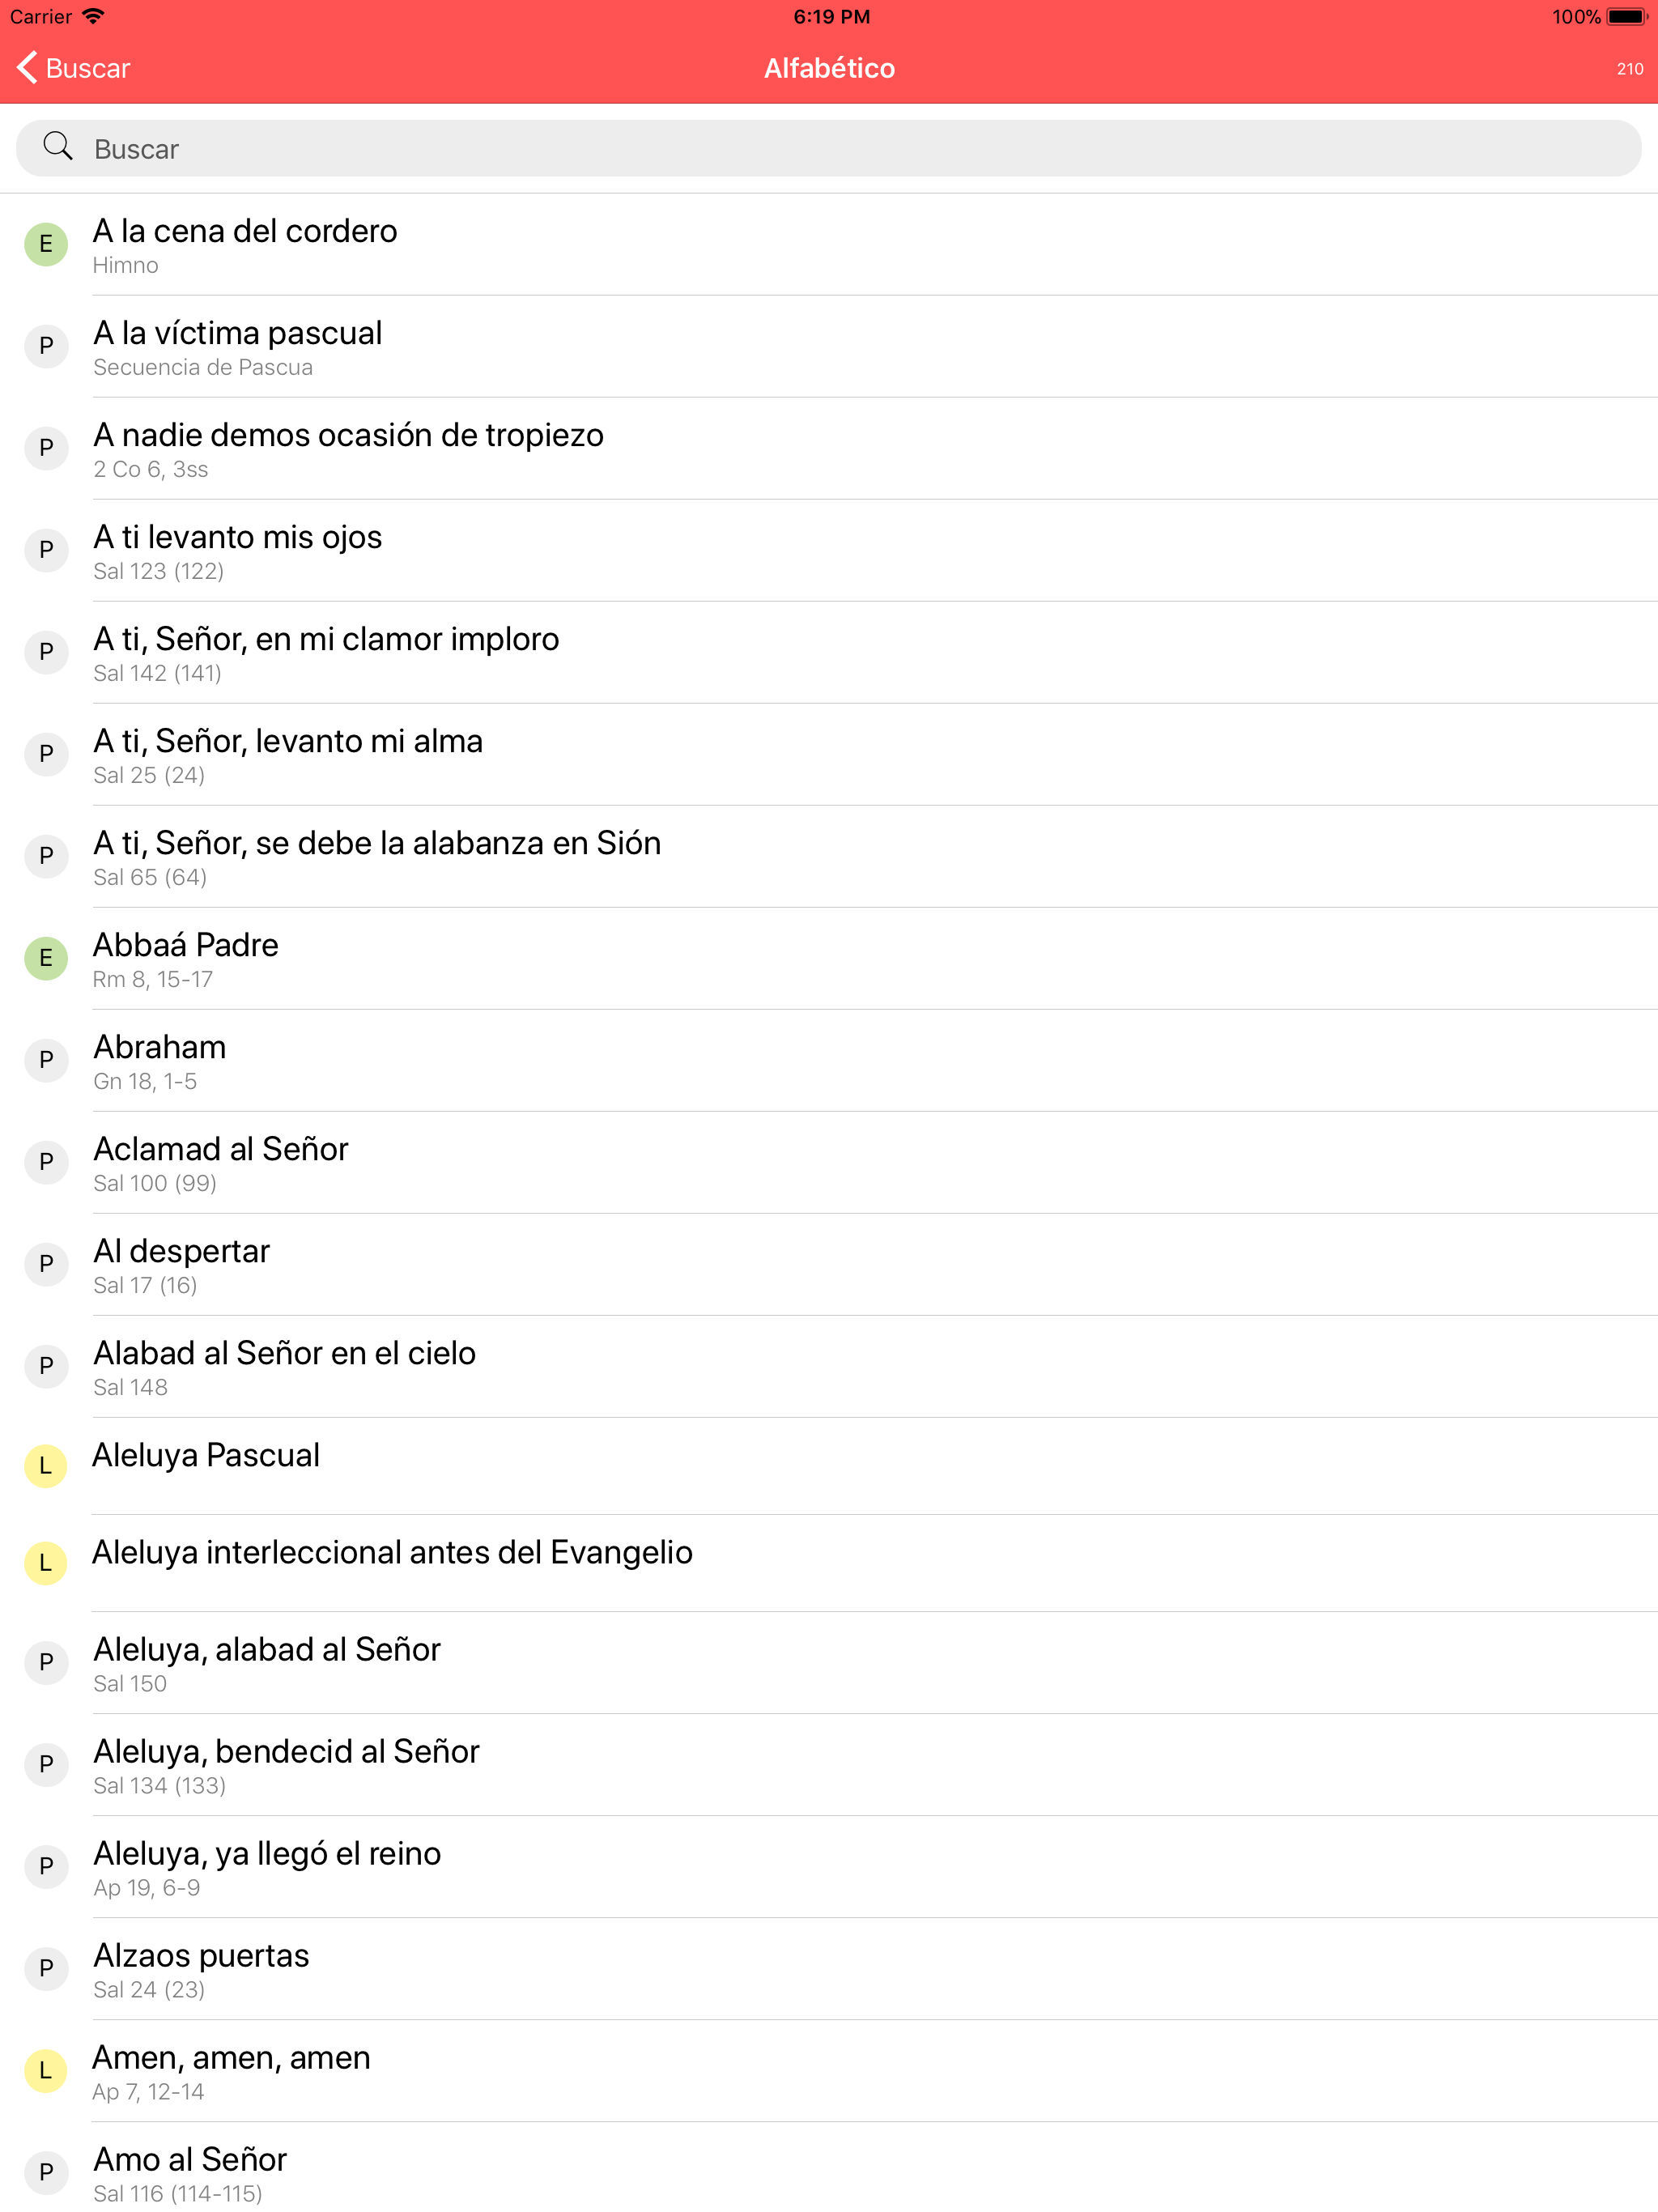 Carrier 6:19 PM 100%
Buscar Alfabético 210
Buscar
E A la cena del cordero
Himno
P A la víctima pascual
Secuencia de Pascua
P A nadie demos ocasión de tropiezo
2 Co 6, 3ss
P A ti levanto mis ojos
Sal 123 (122)
P A ti, Señor, en mi clamor imploro
Sal 142 (141)
P A ti, Señor, levanto mi alma
Sal 25 (24)
P A ti, Señor, se debe la alabanza en Sión
Sal 65 (64)
E Abbaá Padre
Rm 8, 15-17
P Abraham
Gn 18, 1-5
P Aclamad al Señor
Sal 100 (99)
P Al despertar
Sal 17 (16)
P Alabad al Señor en el cielo
Sal 148
L Aleluya Pascual
L Aleluya interleccional antes del Evangelio
P Aleluya, alabad al Señor
Sal 150
P Aleluya, bendecid al Señor
Sal 134 (133)
P Aleluya, ya llegó el reino
Ap 19, 6-9
P Alzaos puertas
Sal 24 (23)
L Amen, amen, amen
Ap 7, 12-14
P Amo al Señor
Sal 116 (114-115)